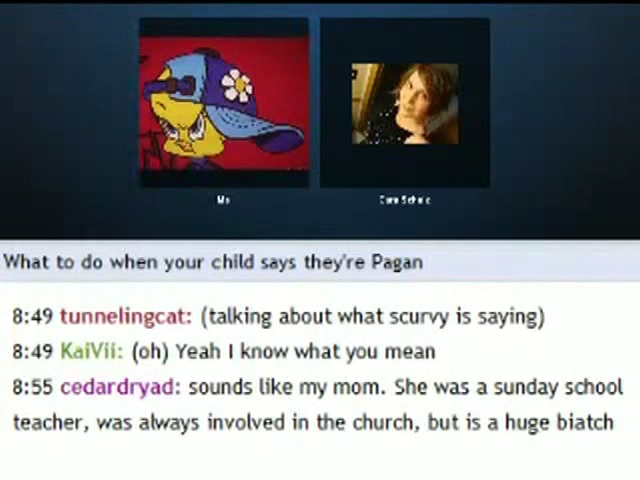 Me
What to do when your child says they're Pagan
8:49 tunnelingcat: (talking about what scurvy is saying)
8:49 KaiVii: (oh) Yeah I know what you mean
8:55 cedardryad: sounds like my mom. She was a sunday school
teacher, was always involved in the church, but is a huge biatch